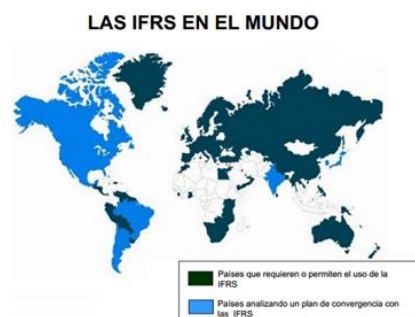 LAS IFRS EN EL MUNDO
Países que requieren o permiten el uso de la
IFRS
Países analizando un plan de convergencia con
las IFRS